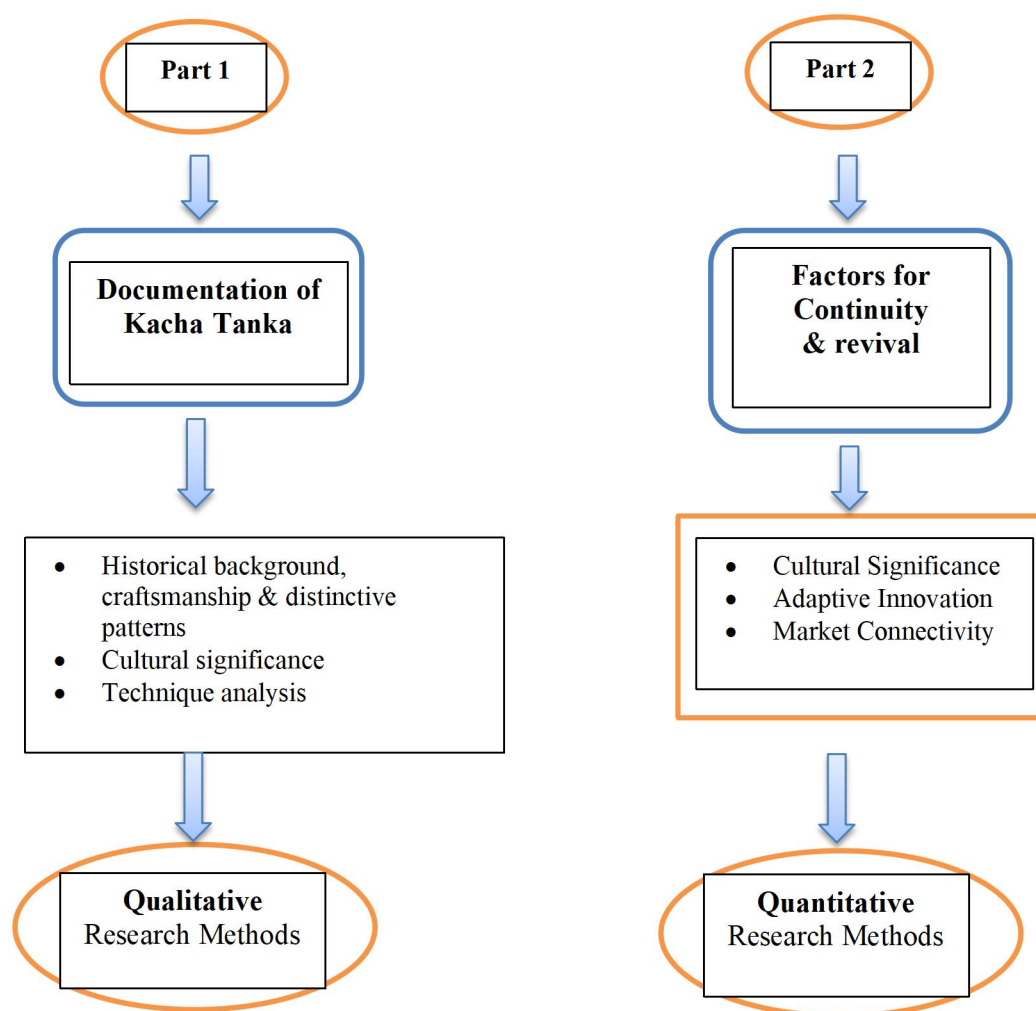 Part 1
Documentation of
Kacha Tanka
• Historical background,
craftsmanship & distinctive
patterns
• Cultural significance
• Technique analysis
Qualitative
Research Methods
Part 2
Factors for
Continuity
& revival
• Cultural Significance
• Adaptive Innovation
• Market Connectivity
Quantitative
Research Methods